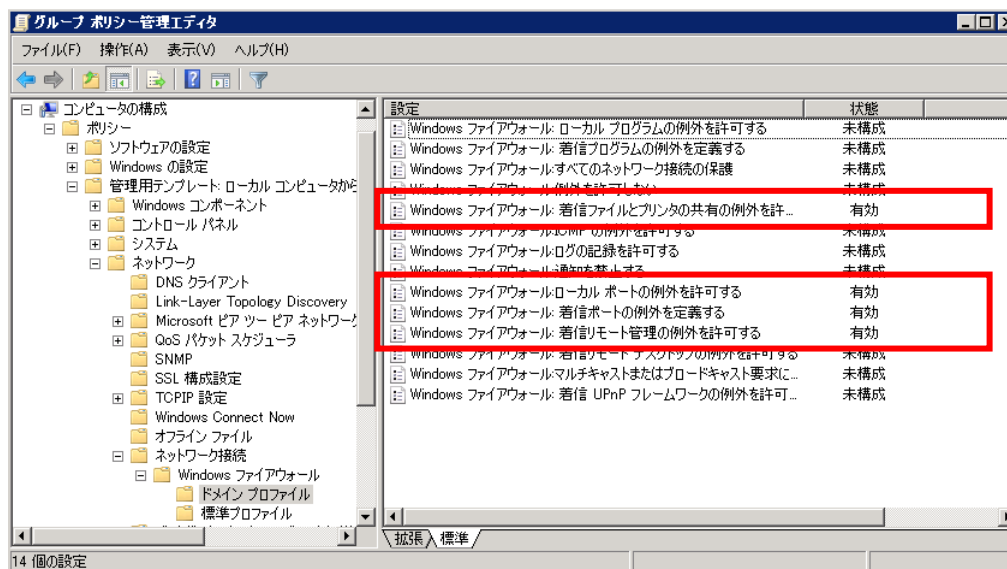 グループ ポリシー管理エディタ
ファイル(F) 操作(A) 表示(V) ヘルプ(H)
コンピュータの構成
ポリシー
ソフトウェアの設定
Windows の設定
管理用テンプレート: ローカル コンピュータから
Windows コンポーネント
コントロール パネル
システム
ネットワーク
DNS クライアント
Link-Layer Topology Discovery
Microsoft ピア ツー ピア ネットワーク
QoS パケット スケジューラ
SNMP
SSL 構成設定
TCPIP 設定
Windows Connect Now
オフライン ファイル
ネットワーク接続
Windows ファイアウォール
ドメイン プロファイル
標準プロファイル
設定 状態
Windows ファイアウォール: ローカル プログラムの例外を許可する 未構成
Windows ファイアウォール: 着信プログラムの例外を定義する 未構成
Windows ファイアウォール:すべてのネットワーク接続の保護 未構成
Windows ファイアウォール:例外を許可しない 未構成
Windows ファイアウォール: 着信ファイルとプリンタの共有の例外を許... 有効
Windows ファイアウォール:ICMP の例外を許可する 未構成
Windows ファイアウォール:ログの記録を許可する 未構成
Windows ファイアウォール:通知を禁止する 未構成
Windows ファイアウォール:ローカル ポートの例外を許可する 有効
Windows ファイアウォール: 着信ポートの例外を定義する 有効
Windows ファイアウォール: 着信リモート管理の例外を許可する 有効
Windows ファイアウォール: 着信リモート デスクトップの例外を許可する 未構成
Windows ファイアウォール:マルチキャストまたはブロードキャスト要求に... 未構成
Windows ファイアウォール: 着信 UPnP フレームワークの例外を許可... 未構成
拡張 標準
14 個の設定